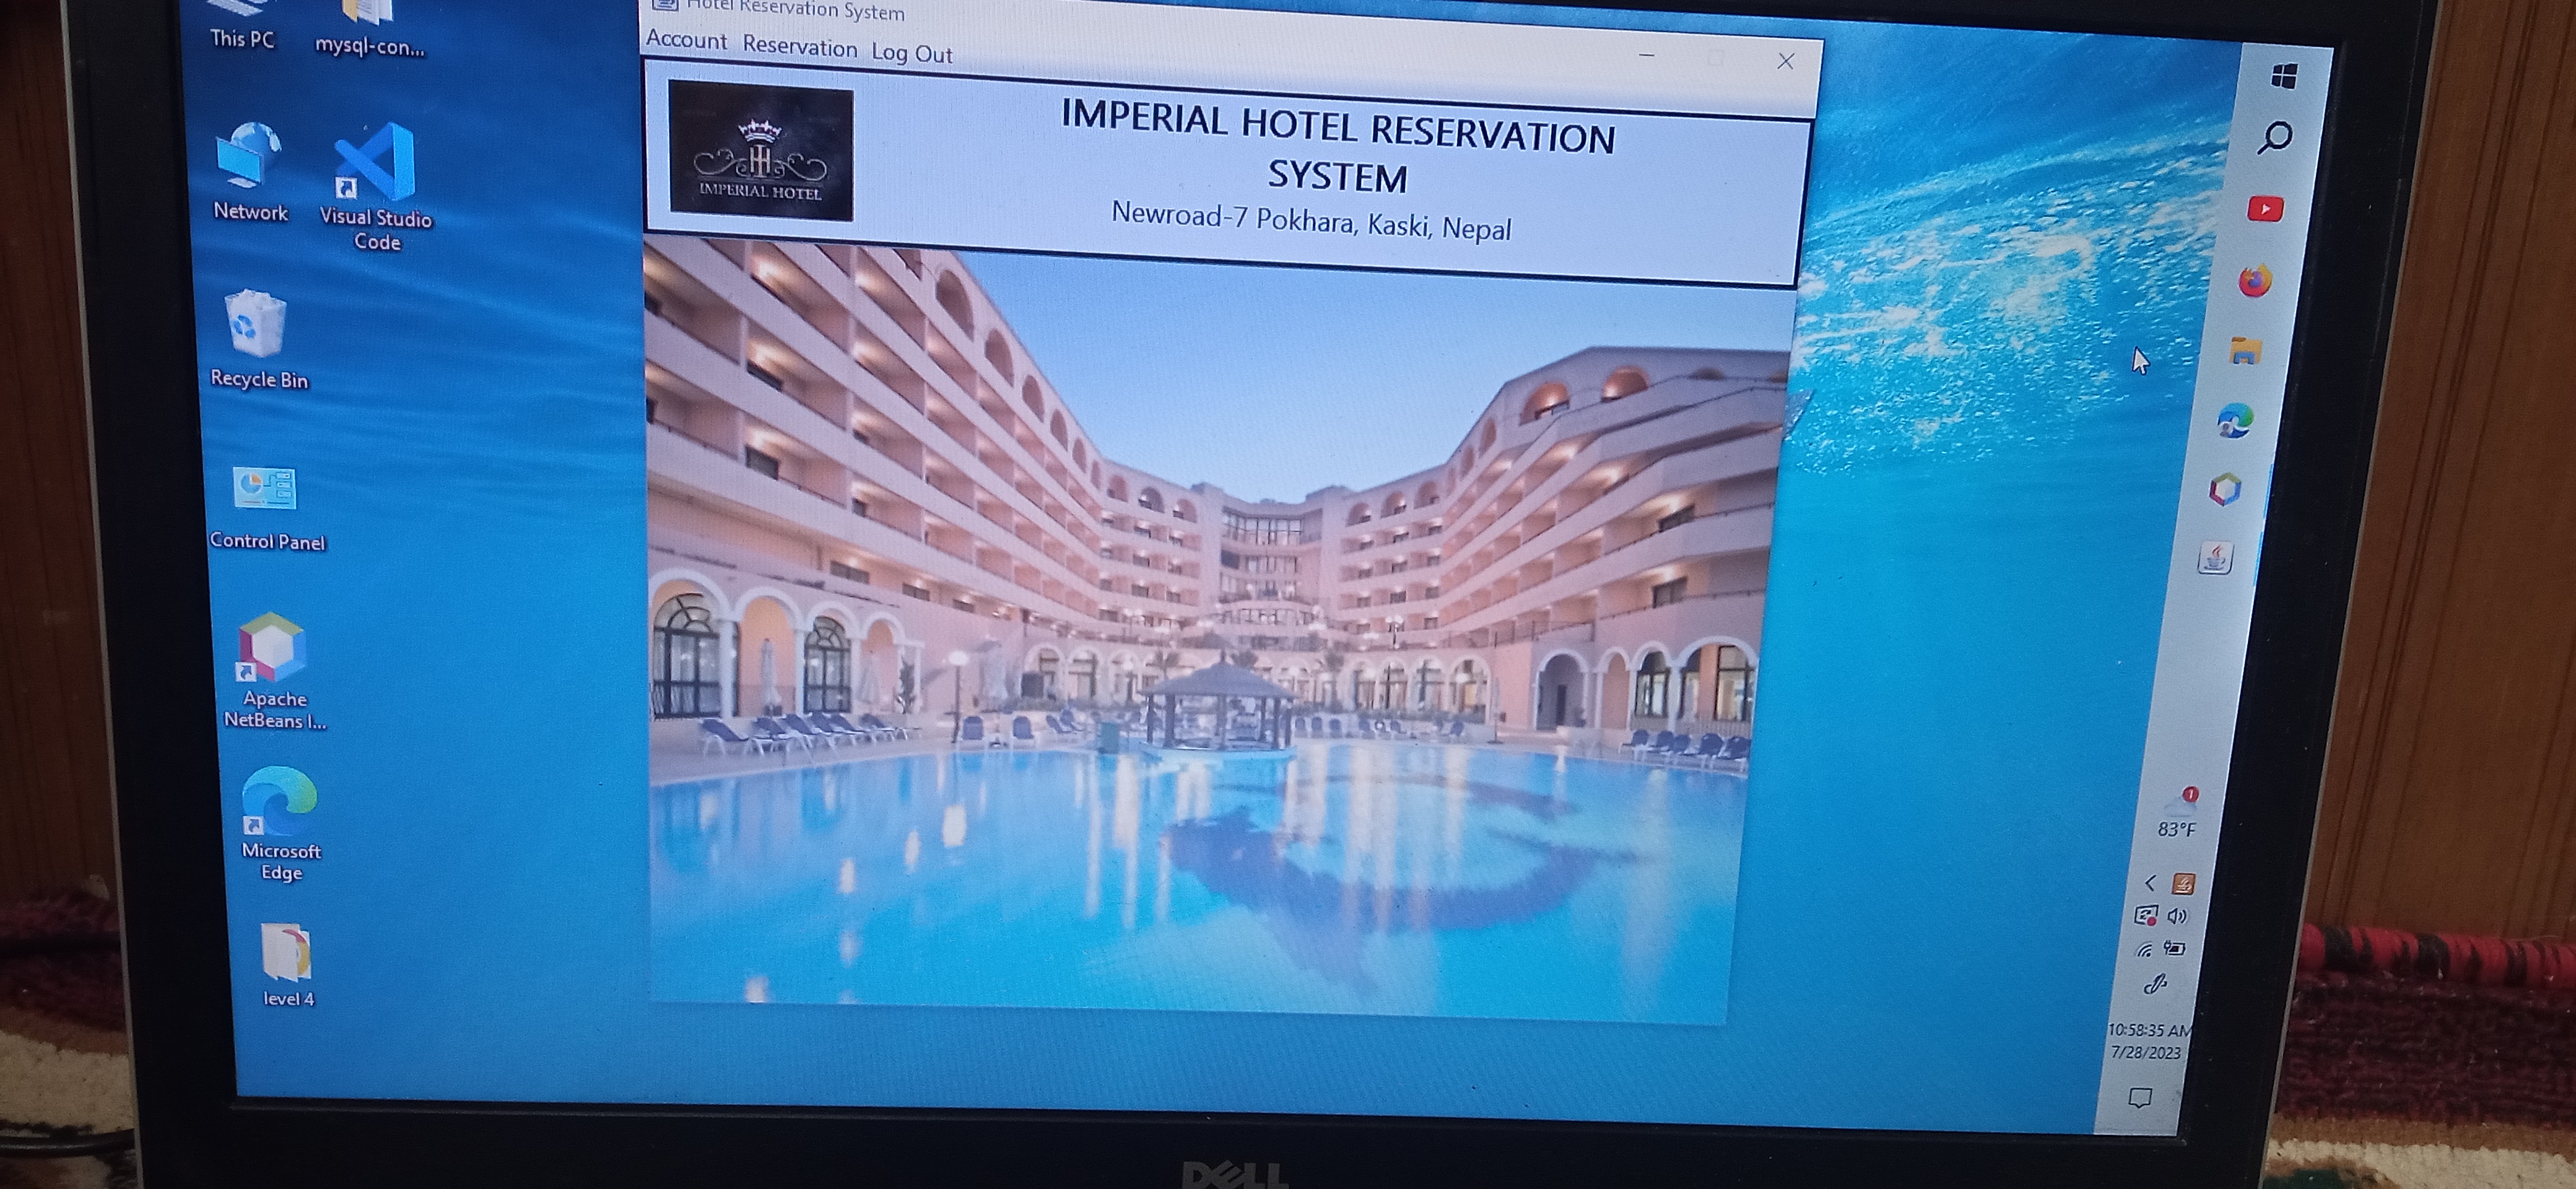 This PC
mysql-con...
Network
Visual Studio
Code
Recycle Bin
Control Panel
Apache
NetBeans I...
Microsoft
Edge
level 4
Hotel Reservation System
Account Reservation Log Out
IMPERIAL HOTEL
IMPERIAL HOTEL RESERVATION
SYSTEM
Newroad-7 Pokhara, Kaski, Nepal
1
83°F
10:58:35 AM
7/28/2023
DELL